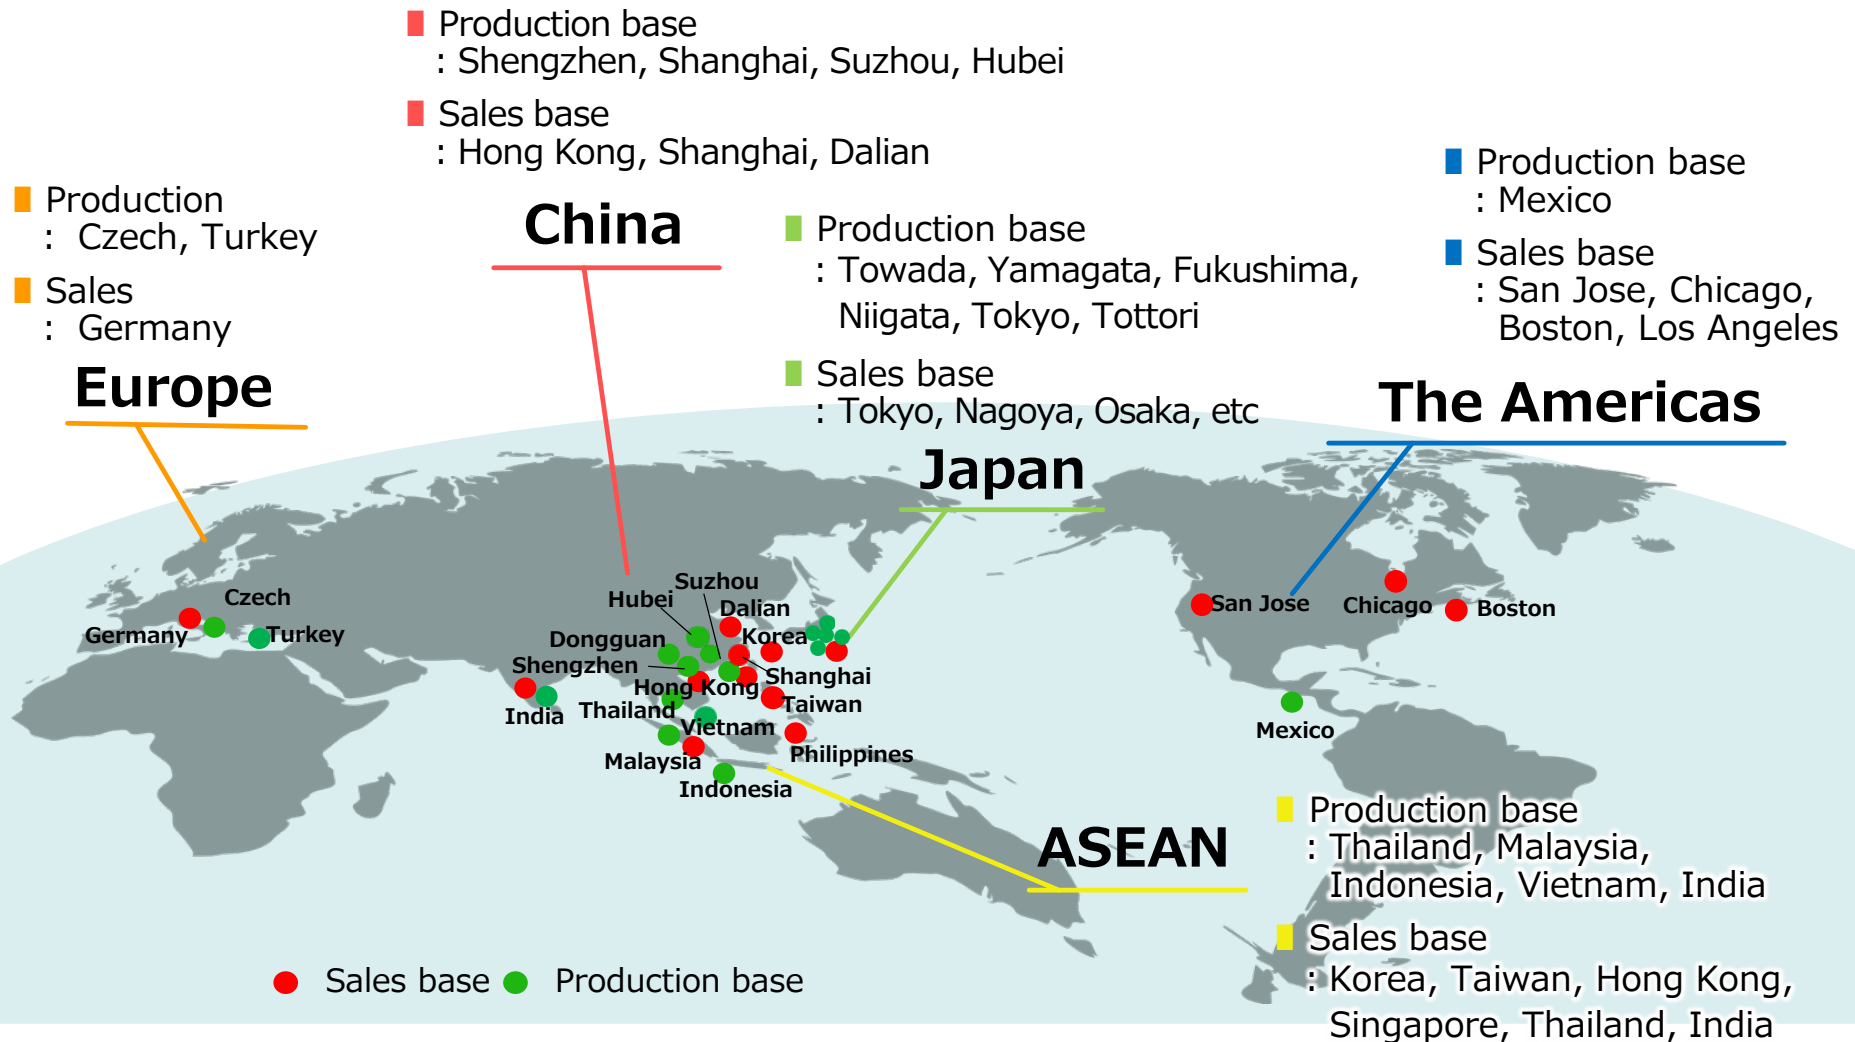 Production base
: Shengzhen, Shanghai, Suzhou, Hubei
Sales base
: Hong Kong, Shanghai, Dalian
China
Production
: Czech, Turkey
Sales
: Germany
Europe
Production base
: Towada, Yamagata, Fukushima,
Niigata, Tokyo, Tottori
Sales base
: Tokyo, Nagoya, Osaka, etc
Japan
Production base
: Mexico
Sales base
: San Jose, Chicago,
Boston, Los Angeles
The Americas
Czech
Germany
Turkey
India
Suzhou
Hubei
Dalian
Dongguan
Korea
Shengzhen
Shanghai
Hong Kong
Thailand
Taiwan
Vietnam
Malaysia
Philippines
Indonesia
San Jose
Chicago
Boston
Mexico
ASEAN
Production base
: Thailand, Malaysia,
Indonesia, Vietnam, India
Sales base
: Korea, Taiwan, Hong Kong,
Singapore, Thailand, India
Sales base
Production base